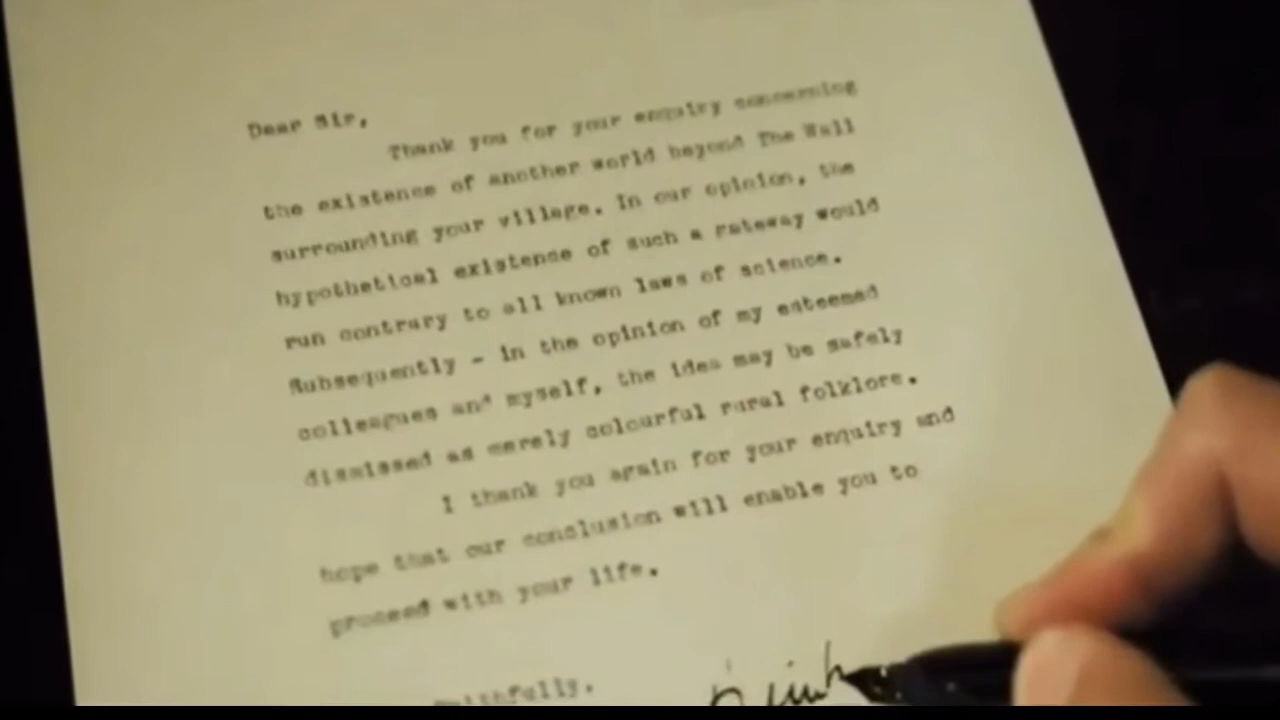 Dear Sir,
Thank you for your enquiry concerning
the existence of another world beyond The Wall
surrounding your village. In our opinion, the
hypothetical existence of such a gateway would
run contrary to all known laws of science.
Subsequently - in the opinion of my esteemed
colleagues and myself, the idea may be safely
dismissed as merely colourful rural folklore.
I thank you again for your enquiry and
hope that our conclusion will enable you to
proceed with your life.
faithfully,